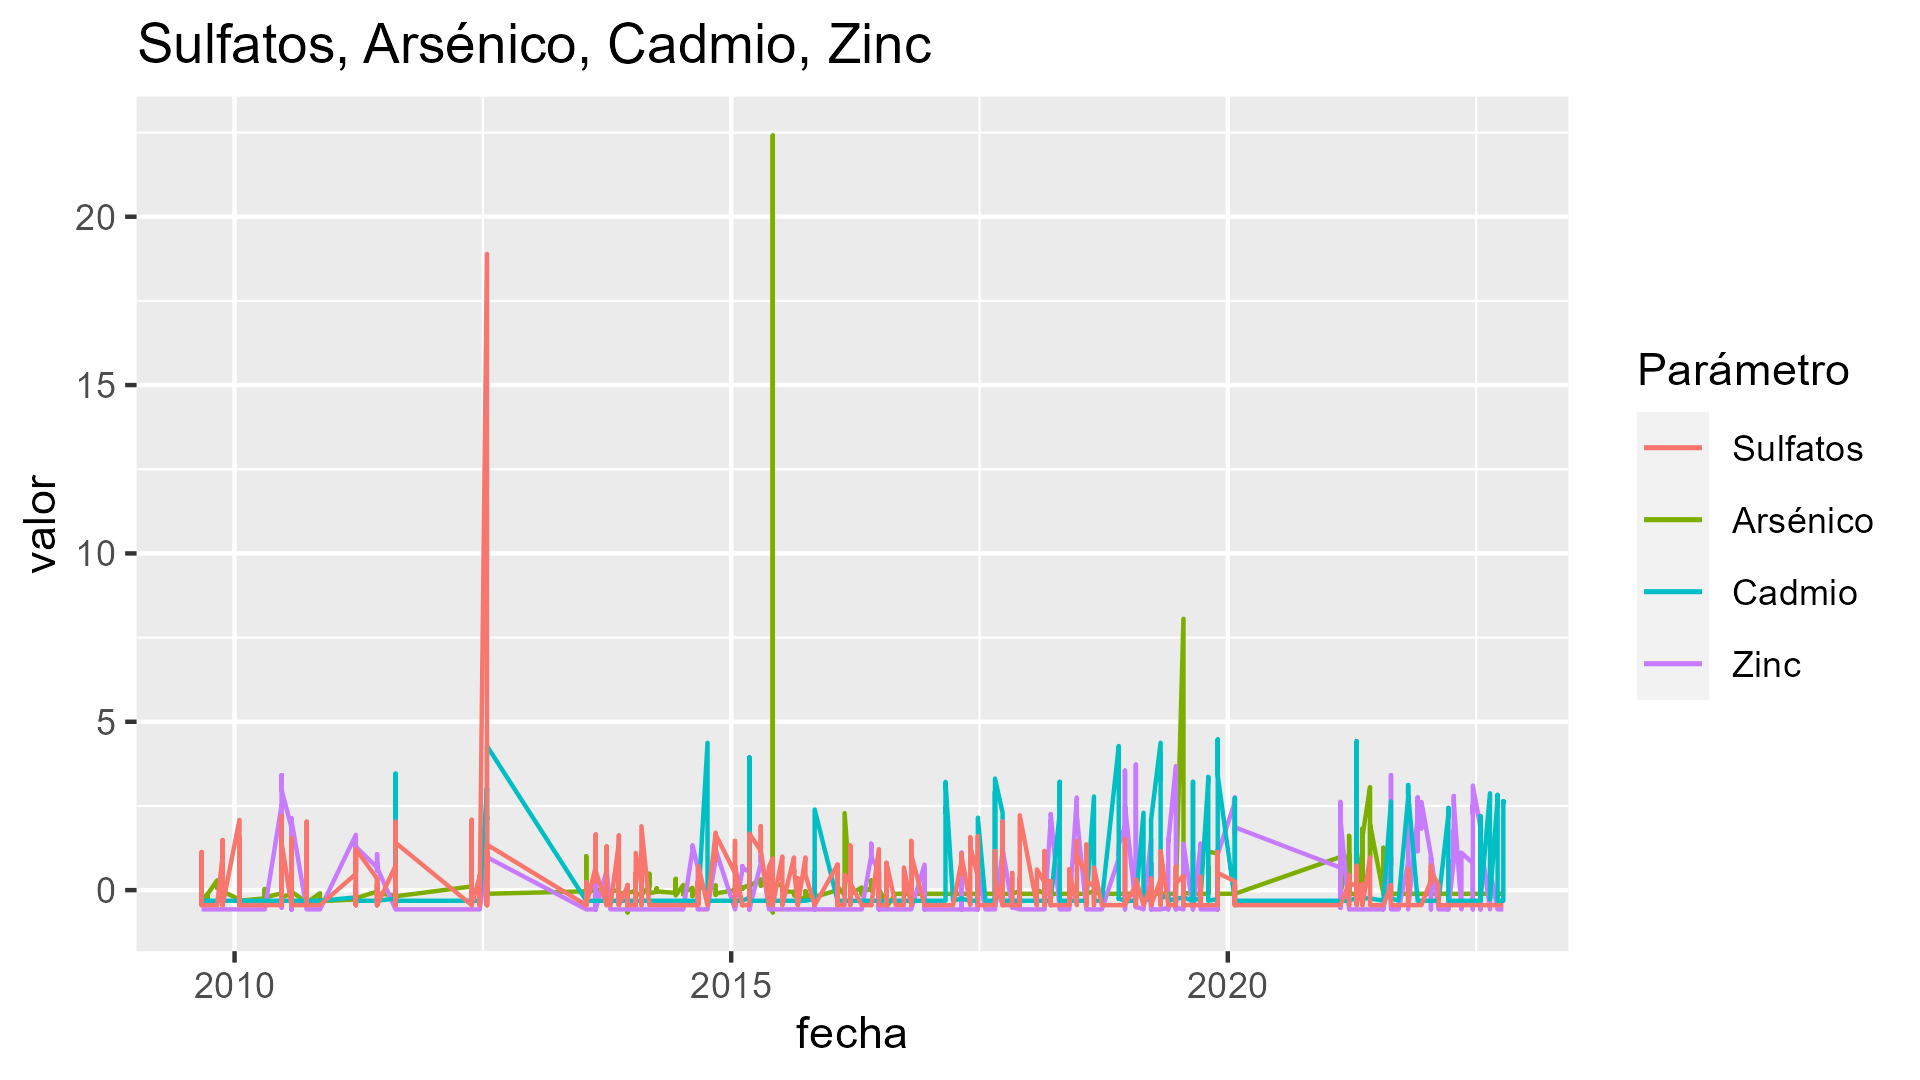 Sulfatos, Arsénico, Cadmio, Zinc
valor
20
15
10
5
0
2010
2015
2020
fecha
Parámetro
Sulfatos
Arsénico
Cadmio
Zinc